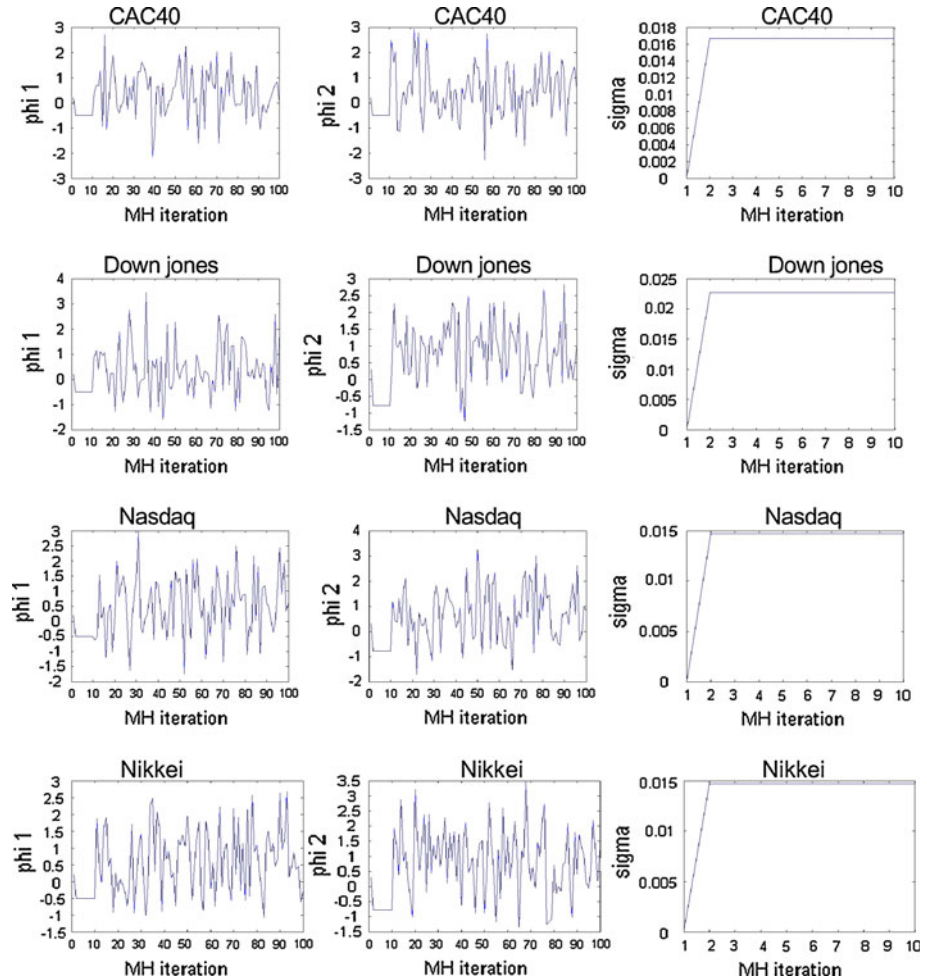 CAC40
phi 1
3
2
1
0
-1
-2
-3
0 10 20 30 40 50 60 70 80 90 100
MH iteration
CAC40
phi 2
3
2
1
0
-1
-2
-3
0 10 20 30 40 50 60 70 80 90 100
MH iteration
CAC40
sigma
0.018
0.016
0.014
0.012
0.01
0.008
0.006
0.004
0.002
0
1 2 3 4 5 6 7 8 9 10
MH iteration
Down jones
phi 1
4
3
2
1
0
-1
-2
0 10 20 30 40 50 60 70 80 90 100
MH iteration
Down jones
phi 2
3
2.5
2
1.5
1
0.5
0
-0.5
-1
-1.5
0 10 20 30 40 50 60 70 80 90 100
MH iteration
Down jones
sigma
0.025
0.02
0.015
0.01
0.005
0
1 2 3 4 5 6 7 8 9 10
MH iteration
Nasdaq
phi 1
3
2.5
2
1.5
1
0.5
0
-0.5
-1
-1.5
-2
0 10 20 30 40 50 60 70 80 90 100
MH iteration
Nasdaq
phi 2
4
3
2
1
0
-1
-2
0 10 20 30 40 50 60 70 80 90 100
MH iteration
Nasdaq
sigma
0.015
0.01
0.005
0
1 2 3 4 5 6 7 8 9 10
MH iteration
Nikkei
phi 1
3
2.5
2
1.5
1
0.5
0
-0.5
-1
-1.5
0 10 20 30 40 50 60 70 80 90 100
MH iteration
Nikkei
phi 2
3.5
3
2.5
2
1.5
1
0.5
0
-0.5
-1
-1.5
0 10 20 30 40 50 60 70 80 90 100
MH iteration
Nikkei
sigma
0.015
0.01
0.005
0
1 2 3 4 5 6 7 8 9 10
MH iteration